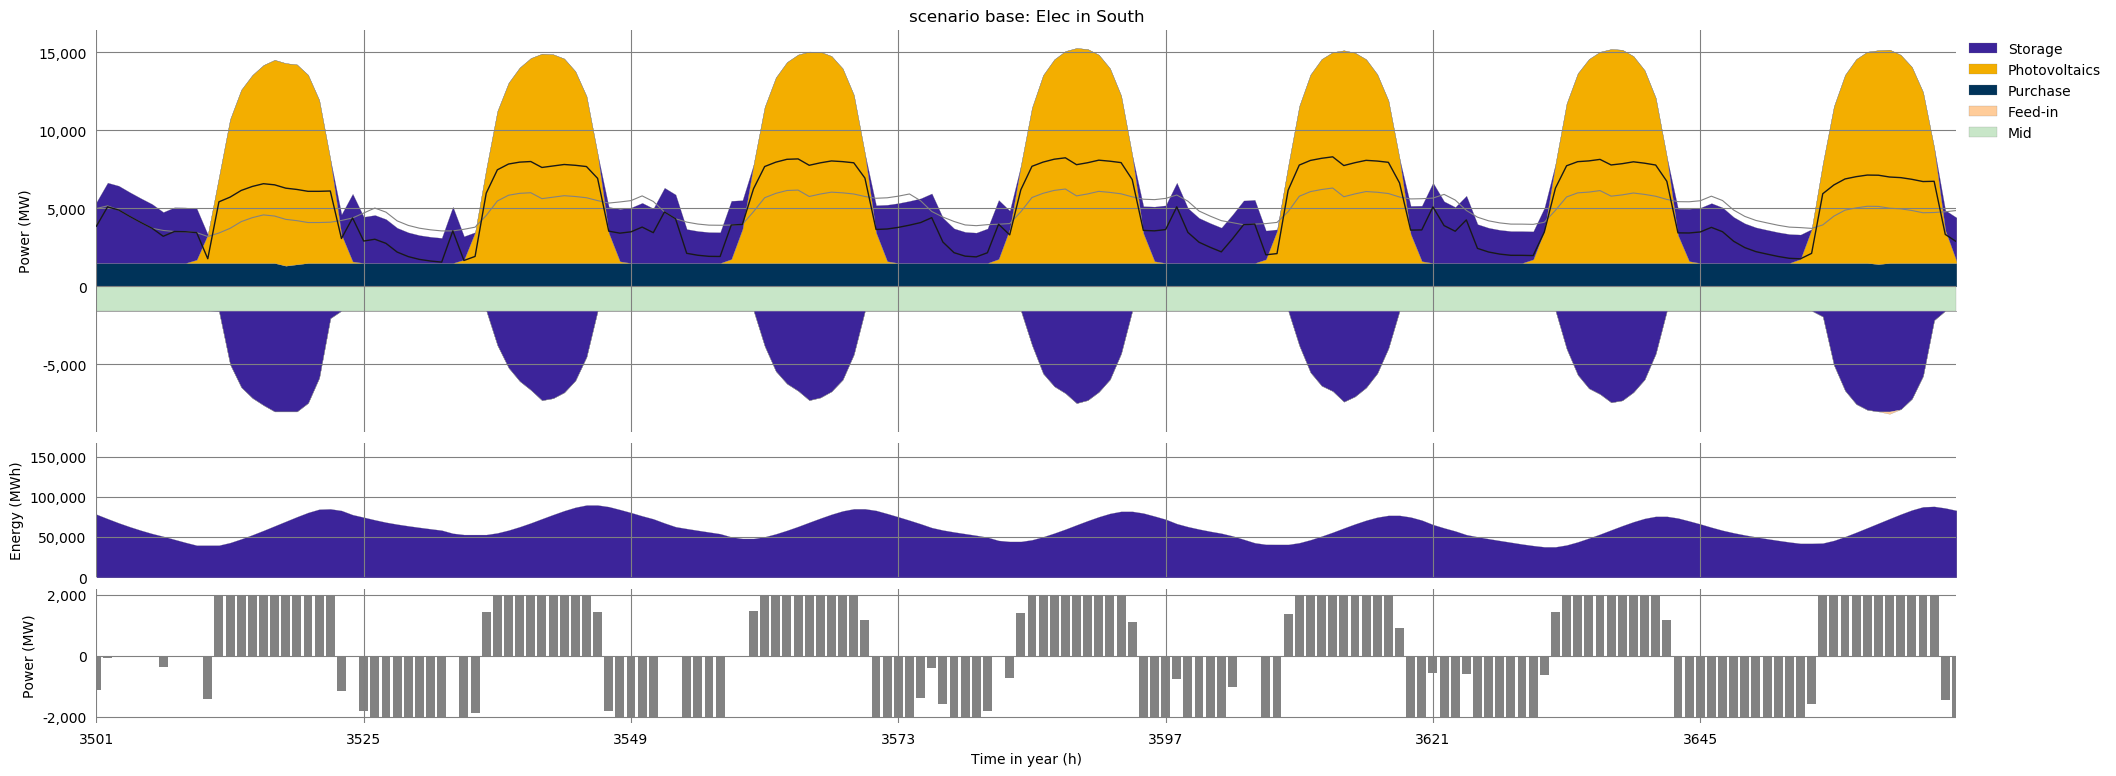 scenario base: Elec in South
15,000
10,000
5,000
0
-5,000
Power (MW)
Storage
Photovoltaics
Purchase
Feed-in
Mid
150,000
100,000
50,000
0
Energy (MWh)
2,000
0
-2,000
Power (MW)
3501
3525
3549
3573
3597
3621
3645
Time in year (h)